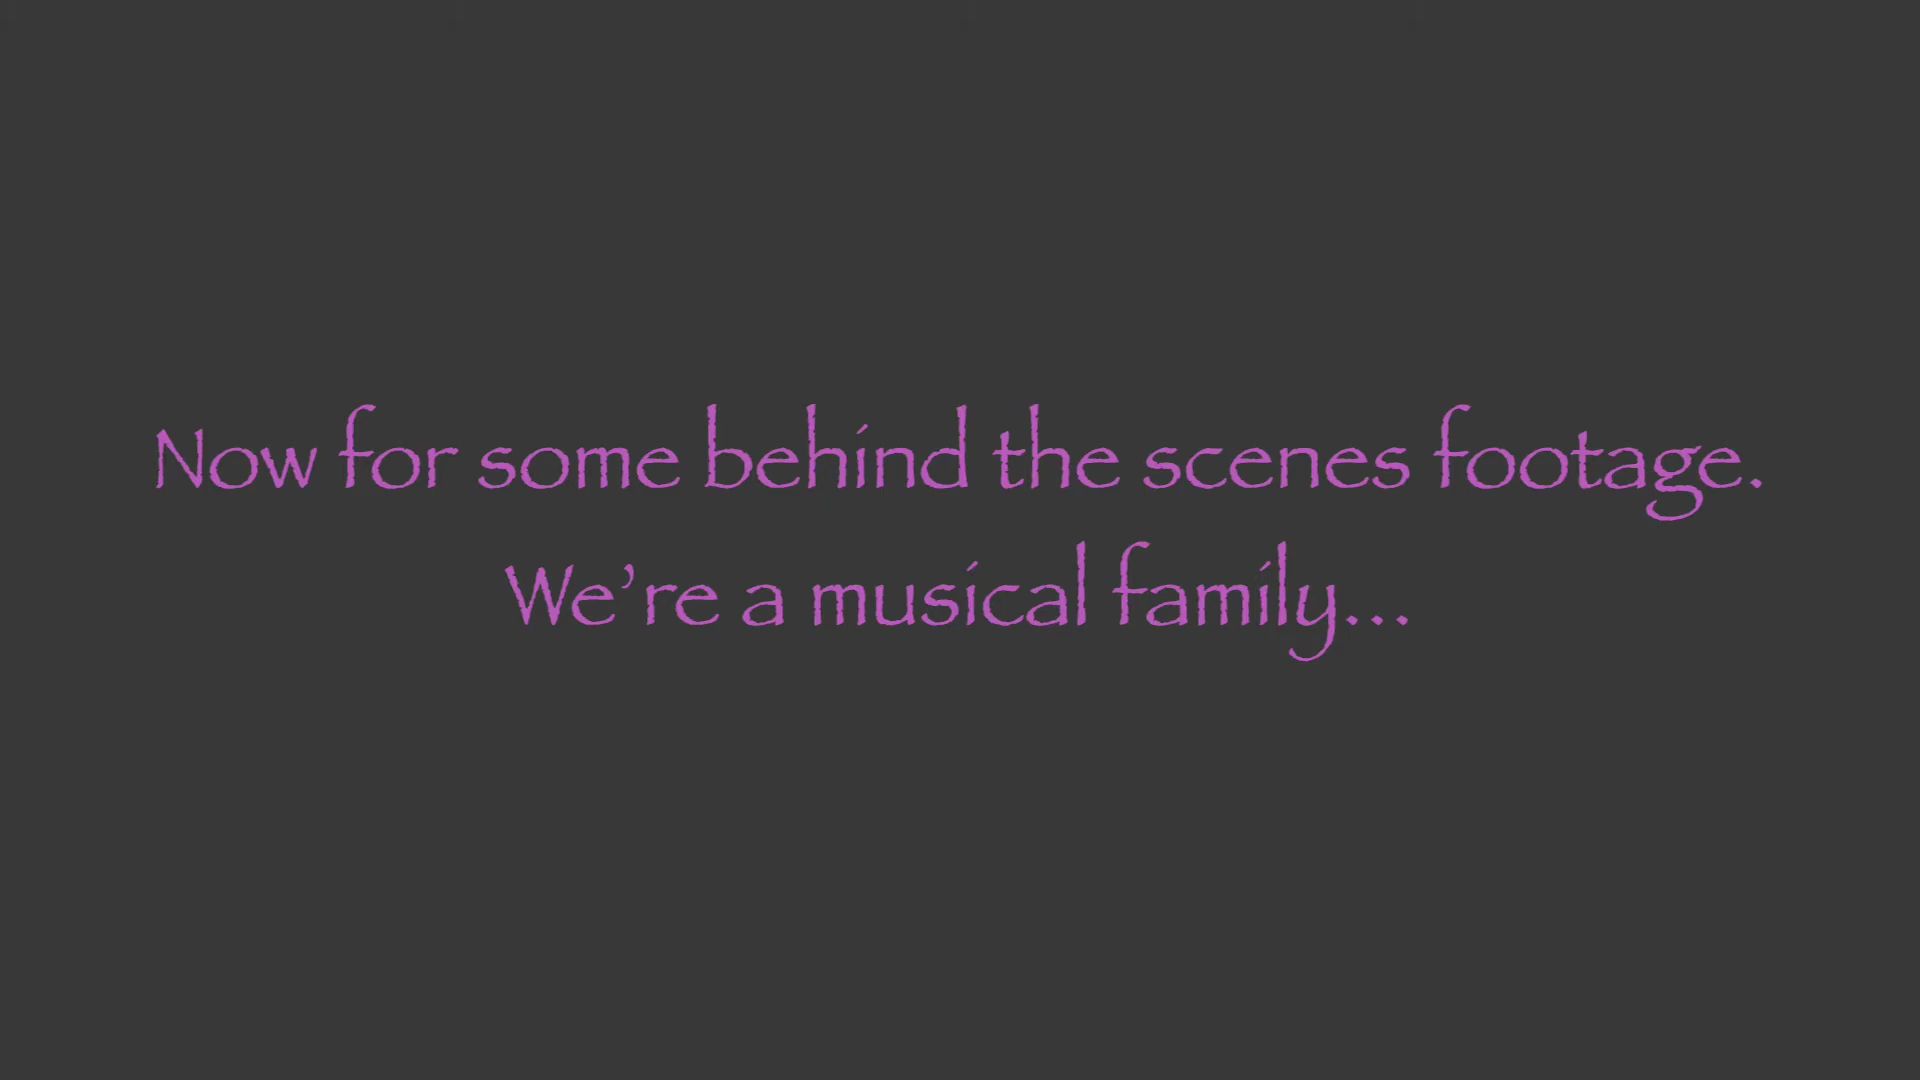 Now for some behind the scenes footage.
We’re a musical family...